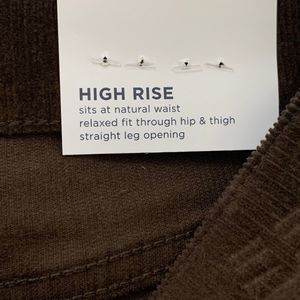 HIGH RISE
sits at natural waist
relaxed fit through hip & thigh
straight leg opening